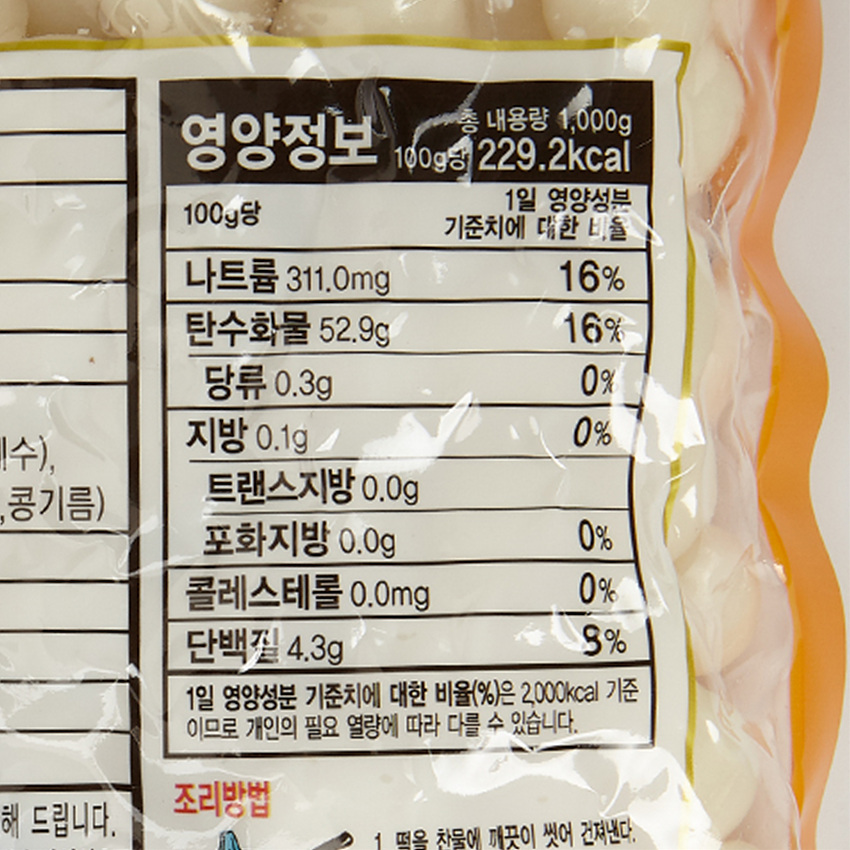 영양정보
총 내용량 1,000g
100g당 229.2kcal
100g당
1일 영양성분
기준치에 대한 비율
나트륨 311.0mg 16%
탄수화물 52.9g 16%
당류 0.3g 0%
지방 0.1g 0%
트랜스지방 0.0g
포화지방 0.0g 0%
콜레스테롤 0.0mg 0%
단백질 4.3g 8%
1일 영양성분 기준치에 대한 비율(%)은 2,000kcal 기준
이므로 개인의 필요 열량에 따라 다를 수 있습니다.
수),
,콩기름)
해 드립니다.
조리방법
1. 떡을 찬물에 깨끗이 씻어 건져낸다.